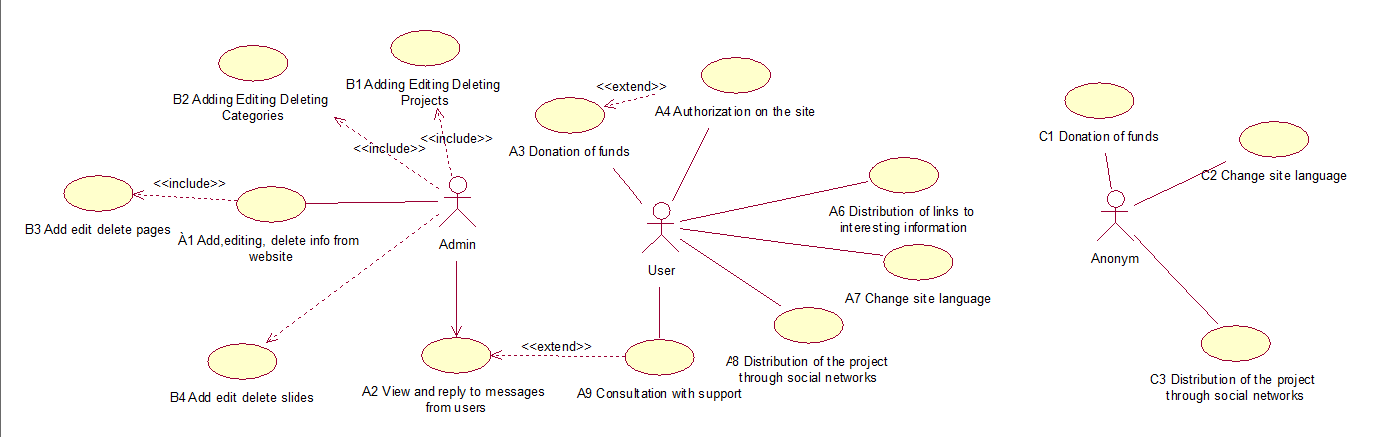 B1 Adding Editing Deleting
Projects
B2 Adding Editing Deleting
Categories
<<include>>
<<include>>
<<include>>
B3 Add edit delete pages
À1 Add,editing, delete info from
website
Admin
B4 Add edit delete slides
A2 View and reply to messages
from users
<<extend>>
A9 Consultation with support
<<extend>>
A3 Donation of funds
A4 Authorization on the site
User
A6 Distribution of links to
interesting information
A7 Change site language
A8 Distribution of the project
through social networks
C1 Donation of funds
C2 Change site language
Anonym
C3 Distribution of the project
through social networks